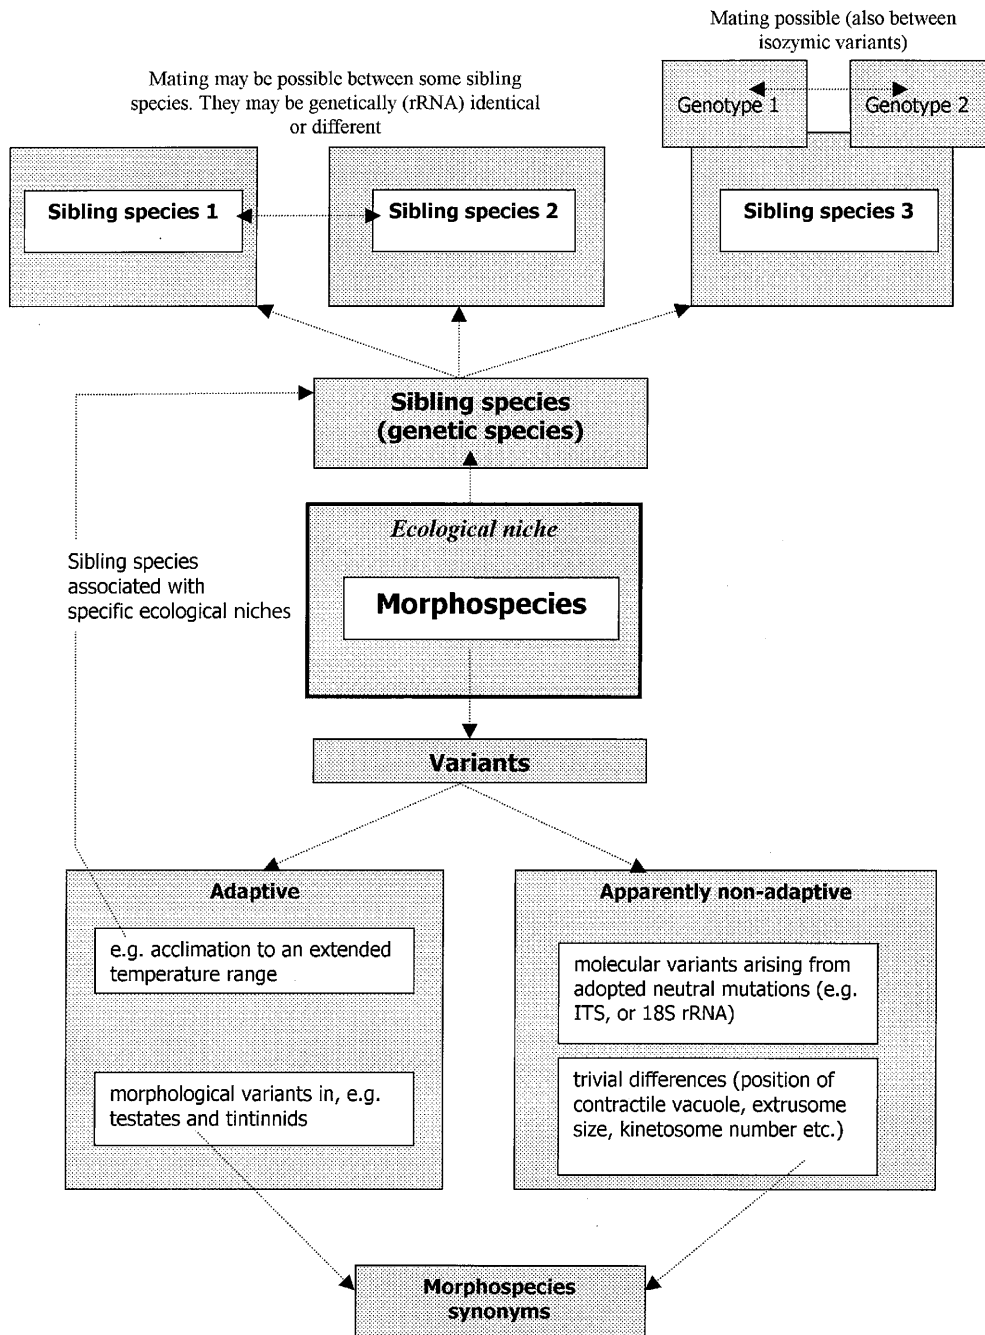 Mating possible (also between
isozymic variants)
Mating may be possible between some sibling
species. They may be genetically (rRNA) identical
or different
Genotype 1
Genotype 2
Sibling species 1
Sibling species 2
Sibling species 3
Sibling species
(genetic species)
Ecological niche
Morphospecies
Sibling species
associated with
specific ecological niches
Variants
Adaptive
e.g. acclimation to an extended
temperature range
morphological variants in, e.g.
testates and tintinnids
Apparently non-adaptive
molecular variants arising from
adopted neutral mutations (e.g.
ITS, or 18S rRNA)
trivial differences (position of
contractile vacuole, extrusome
size, kinetosome number etc.)
Morphospecies
synonyms